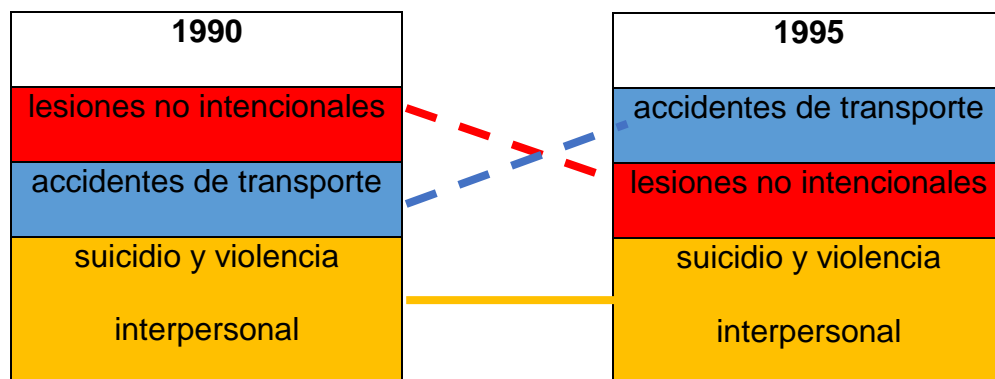 1990
lesiones no intencionales
accidentes de transporte
suicidio y violencia
interpersonal
1995
accidentes de transporte
lesiones no intencionales
suicidio y violencia
interpersonal